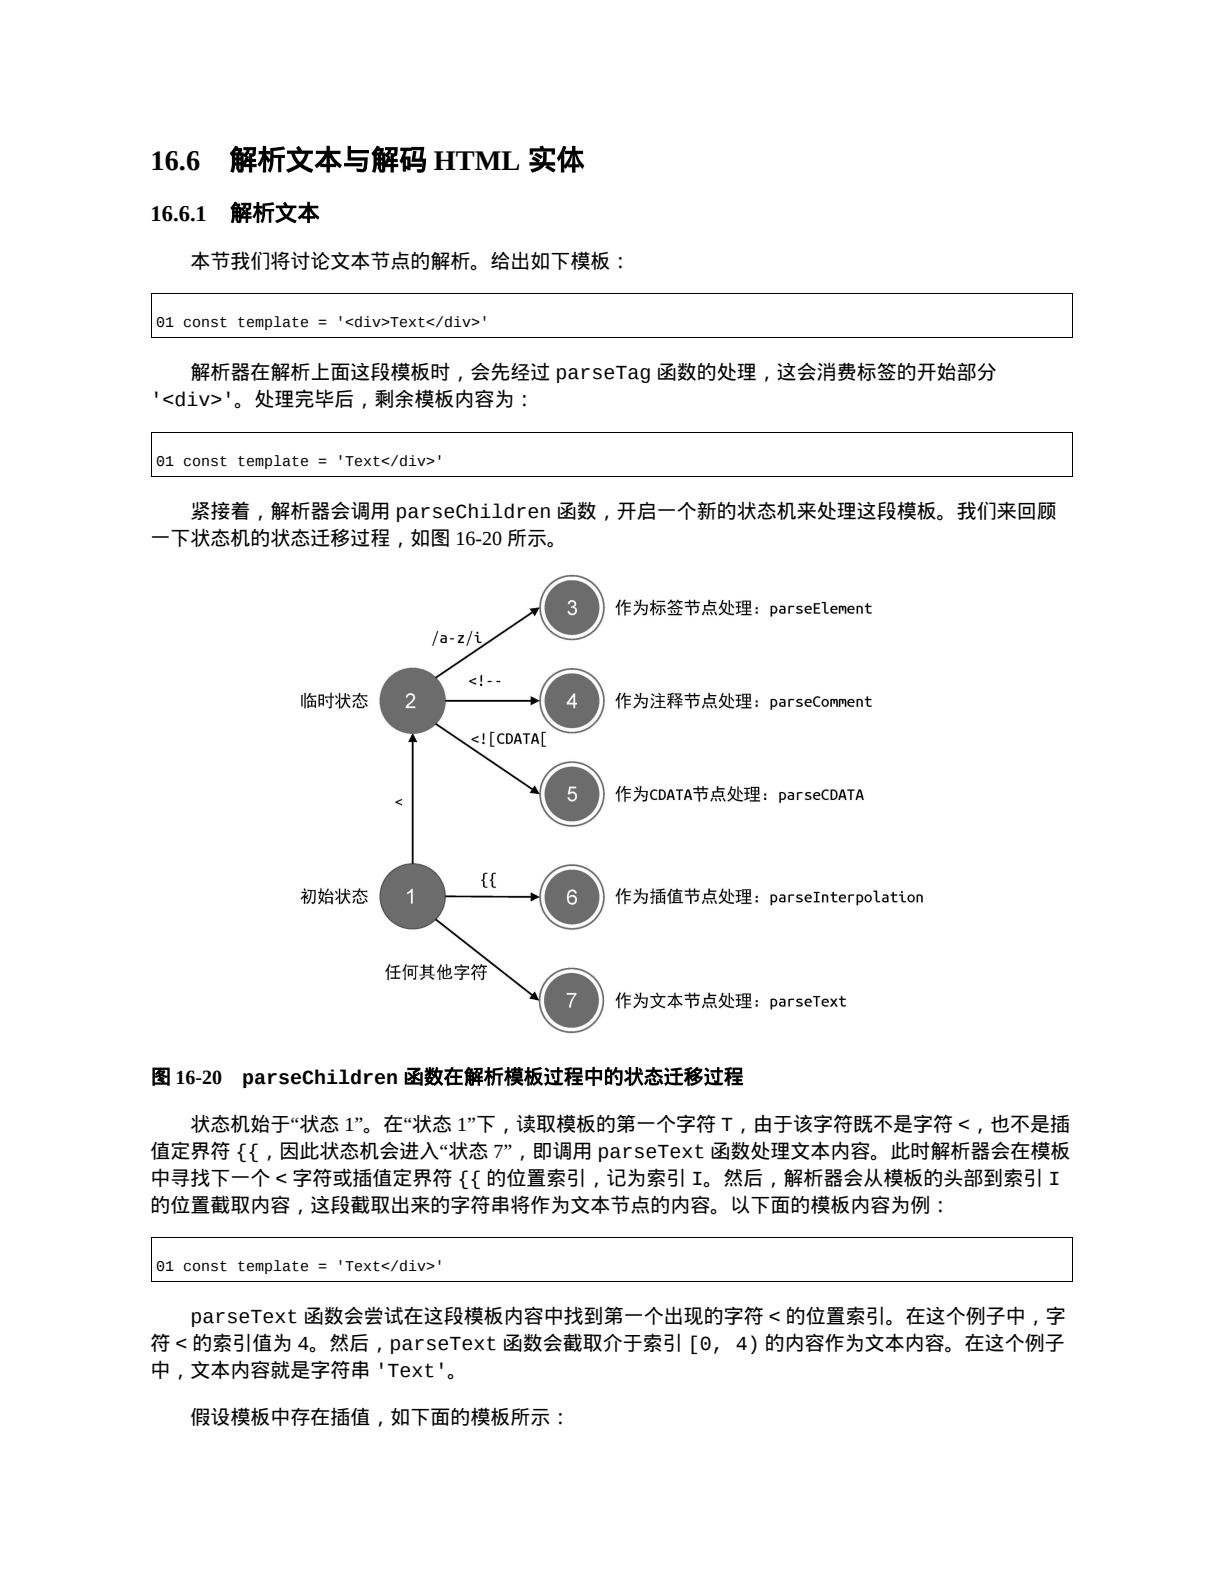 16.6 解析文本与解码 HTML 实体
16.6.1 解析文本
本节我们将讨论文本节点的解析。给出如下模板：
01 const template = '<div>Text</div>'
解析器在解析上面这段模板时，会先经过 parseTag 函数的处理，这会消费标签的开始部分
'<div>'。处理完毕后，剩余模板内容为：
01 const template = 'Text</div>'
紧接着，解析器会调用 parseChildren 函数，开启一个新的状态机来处理这段模板。我们来回顾
一下状态机的状态迁移过程，如图 16-20 所示。
3 作为标签节点处理：parseElement
/a-z/i
<!--
临时状态 2 4 作为注释节点处理：parseComment
<![CDATA[
5 作为CDATA节点处理：parseCDATA
<
{{
初始状态 1 6 作为插值节点处理：parseInterpolation
任何其他字符
7 作为文本节点处理：parseText
图 16-20 parseChildren 函数在解析模板过程中的状态迁移过程
状态机始于“状态 1”。在“状态 1”下，读取模板的第一个字符 T，由于该字符既不是字符 <，也不是插
值定界符 {{，因此状态机会进入“状态 7”，即调用 parseText 函数处理文本内容。此时解析器会在模板
中寻找下一个 < 字符或插值定界符 {{ 的位置索引，记为索引 I。然后，解析器会从模板的头部到索引 I
的位置截取内容，这段截取出来的字符串将作为文本节点的内容。以下面的模板内容为例：
01 const template = 'Text</div>'
parseText 函数会尝试在这段模板内容中找到第一个出现的字符 < 的位置索引。在这个例子中，字
符 < 的索引值为 4。然后，parseText 函数会截取介于索引 [0, 4) 的内容作为文本内容。在这个例子
中，文本内容就是字符串 'Text'。
假设模板中存在插值，如下面的模板所示：